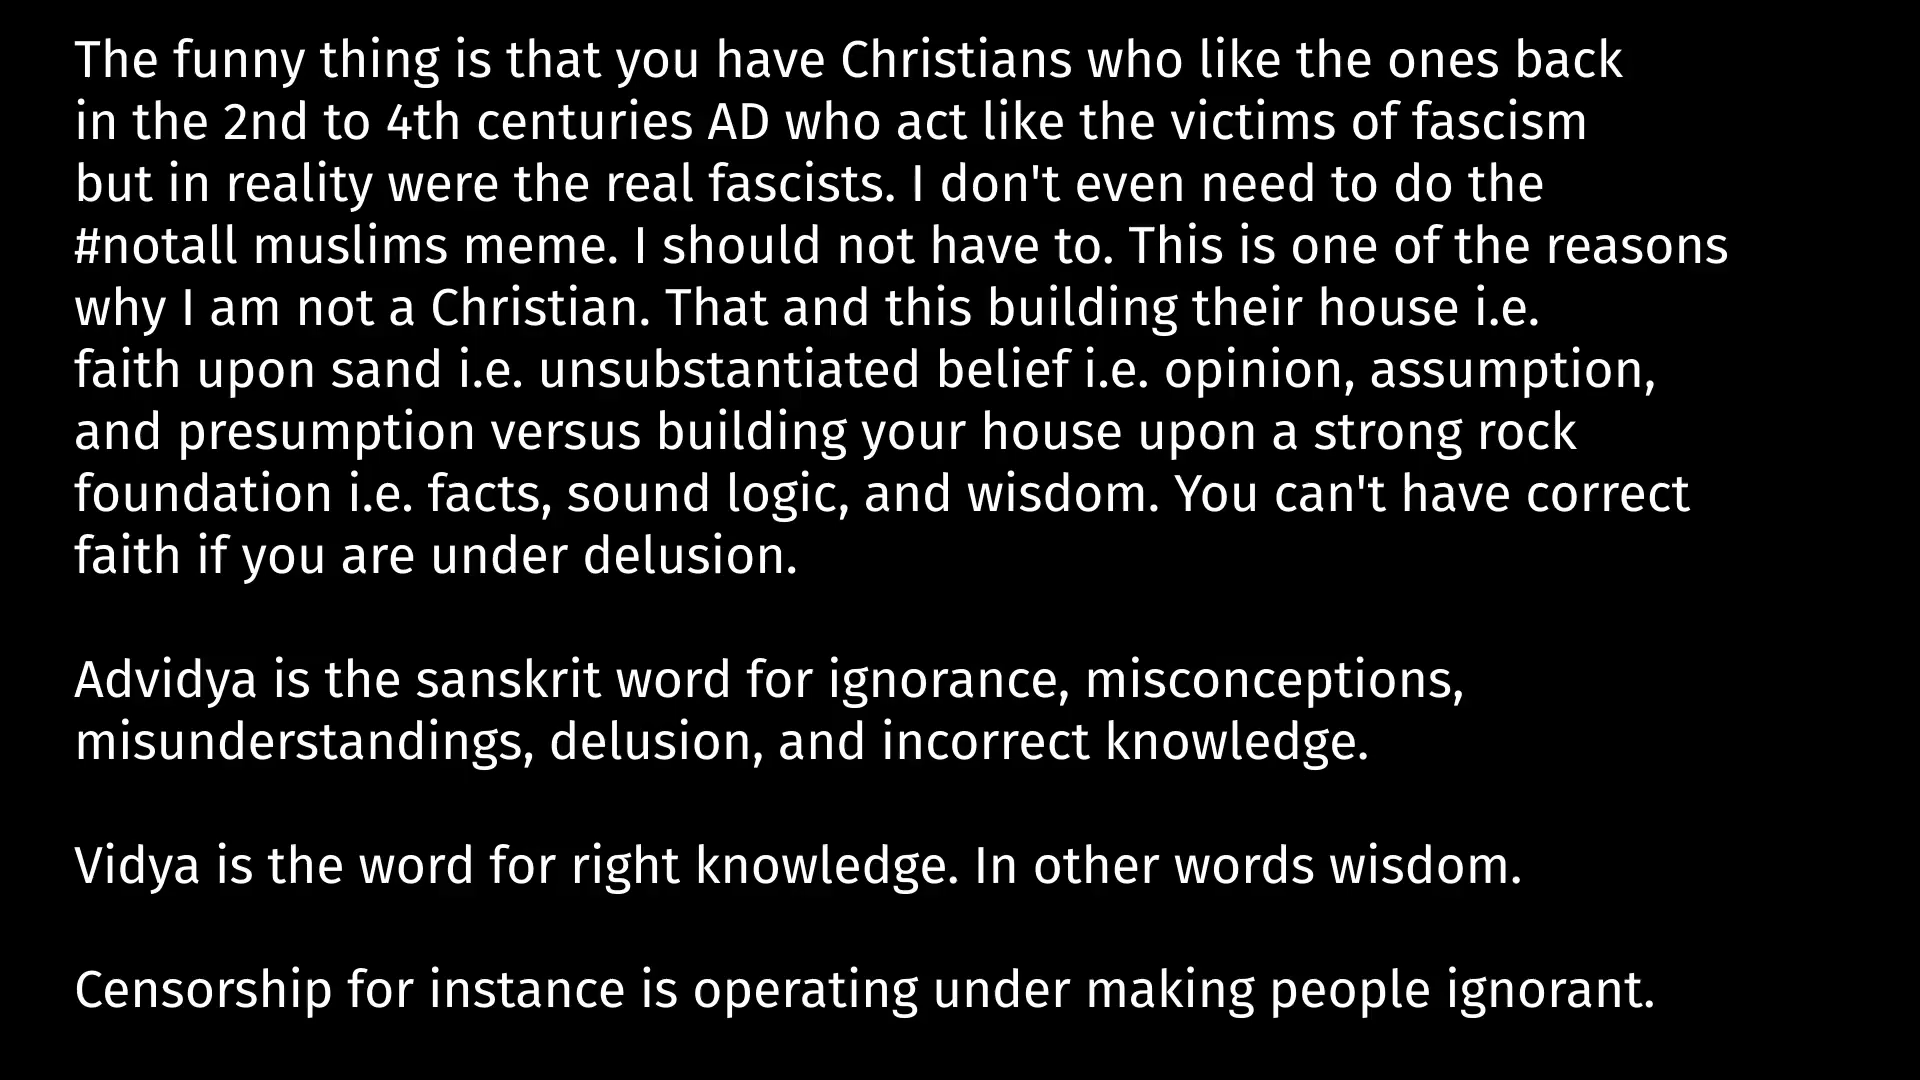 The funny thing is that you have Christians who like the ones back
in the 2nd to 4th centuries AD who act like the victims of fascism
but in reality were the real fascists. I don't even need to do the
#notall muslims meme. I should not have to. This is one of the reasons
why I am not a Christian. That and this building their house i.e.
faith upon sand i.e. unsubstantiated belief i.e. opinion, assumption,
and presumption versus building your house upon a strong rock
foundation i.e. facts, sound logic, and wisdom. You can't have correct
faith if you are under delusion.
Advidya is the sanskrit word for ignorance, misconceptions,
misunderstandings, delusion, and incorrect knowledge.
Vidya is the word for right knowledge. In other words wisdom.
Censorship for instance is operating under making people ignorant.